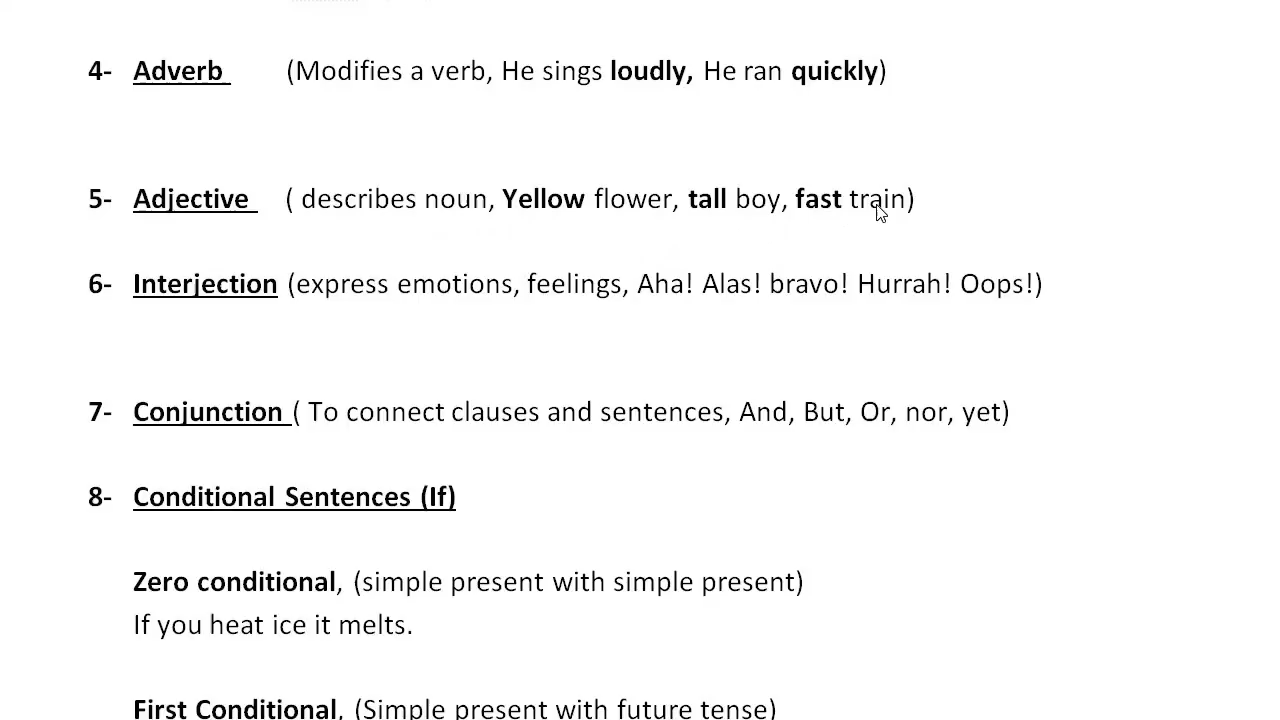 4- Adverb (Modifies a verb, He sings loudly, He ran quickly)
5- Adjective ( describes noun, Yellow flower, tall boy, fast train)
6- Interjection (express emotions, feelings, Aha! Alas! bravo! Hurrah! Oops!)
7- Conjunction ( To connect clauses and sentences, And, But, Or, nor, yet)
8- Conditional Sentences (If)
Zero conditional, (simple present with simple present)
If you heat ice it melts.
First Conditional, (Simple present with future tense)